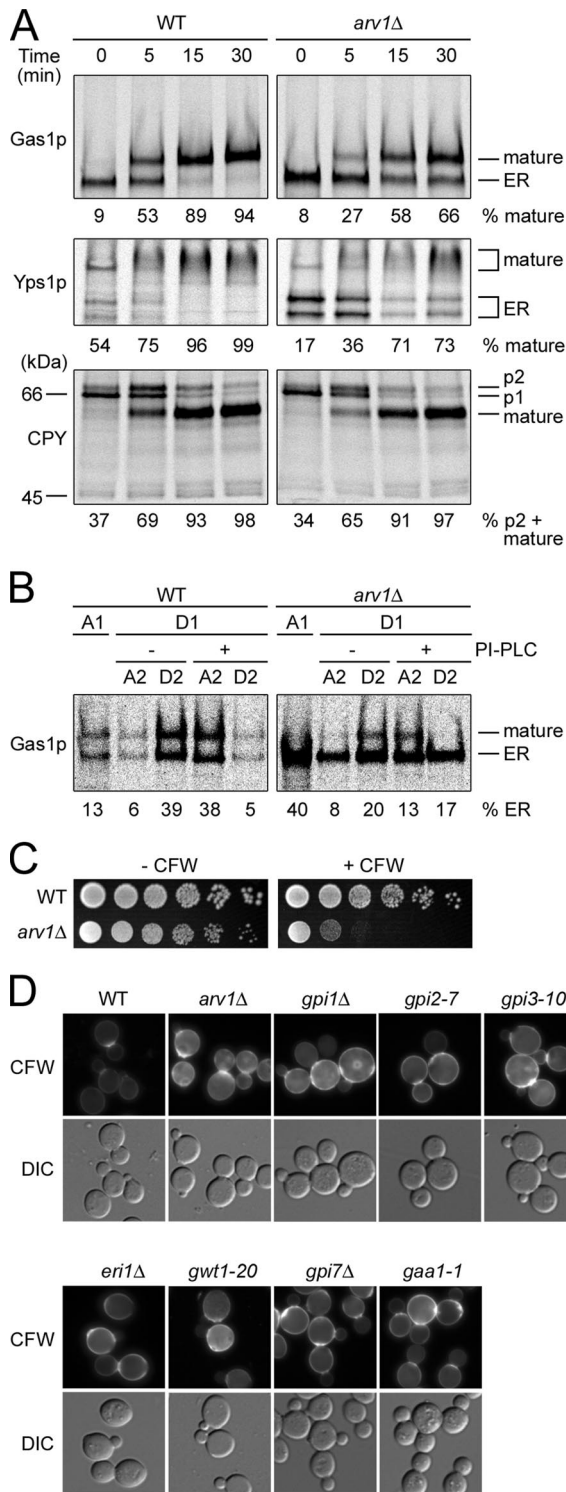 A
WT arv1Δ
Time (min) 0 5 15 30 0 5 15 30
Gas1p
mature
ER
9 53 89 94 8 27 58 66 % mature
Yps1p
mature
ER
54 75 96 99 17 36 71 73 % mature
(kDa)
p2
66 p1
mature
CPY
45
37 69 93 98 34 65 91 97 % p2 + mature
B
WT arv1Δ
A1 D1 A1 D1
- + - + PI-PLC
A2 D2 A2 D2 A2 D2 A2 D2
Gas1p
mature
ER
13 6 39 38 5 40 8 20 13 17 % ER
C
- CFW + CFW
WT
arv1Δ
D
WT arv1Δ gpi1Δ gpi2-7 gpi3-10
CFW
DIC
eri1Δ gwt1-20 gpi7Δ gaa1-1
CFW
DIC